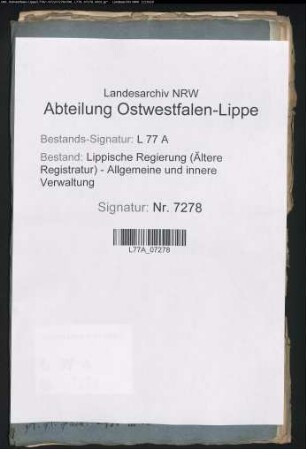 Landesarchiv NRW
Abteilung Ostwestfalen-Lippe
Bestands-Signatur: L 77 A
Bestand: Lippische Regierung (Ältere
Registratur) - Allgemeine und innere
Verwaltung
Signatur: Nr. 7278
L77A_07278